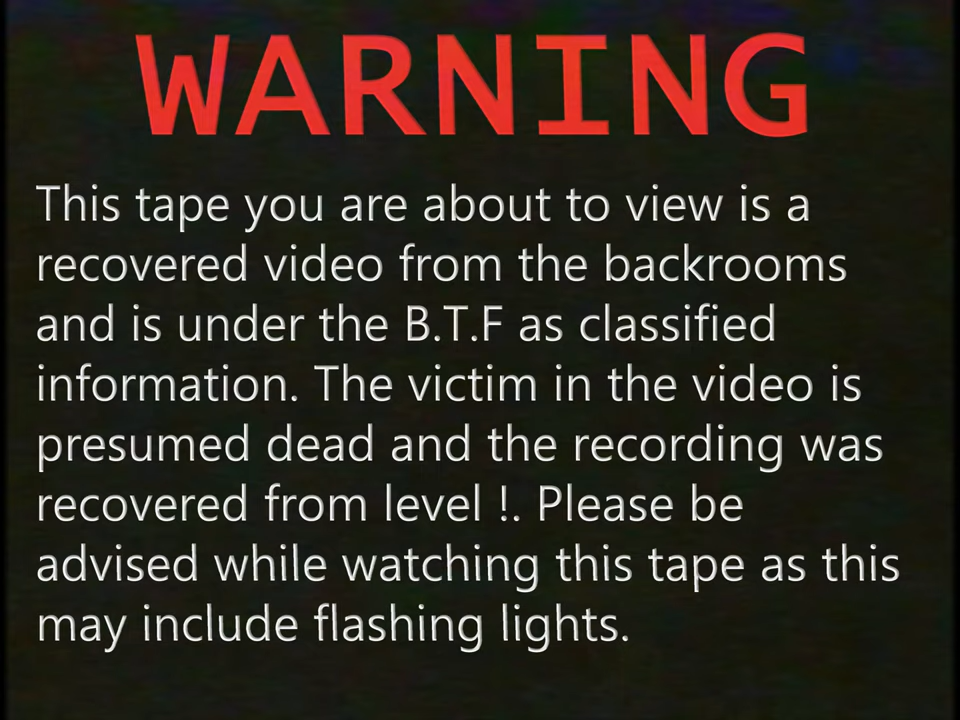 WARNING
This tape you are about to view is a
recovered video from the backrooms
and is under the B.T.F as classified
information. The victim in the video is
presumed dead and the recording was
recovered from level !. Please be
advised while watching this tape as this
may include flashing lights.